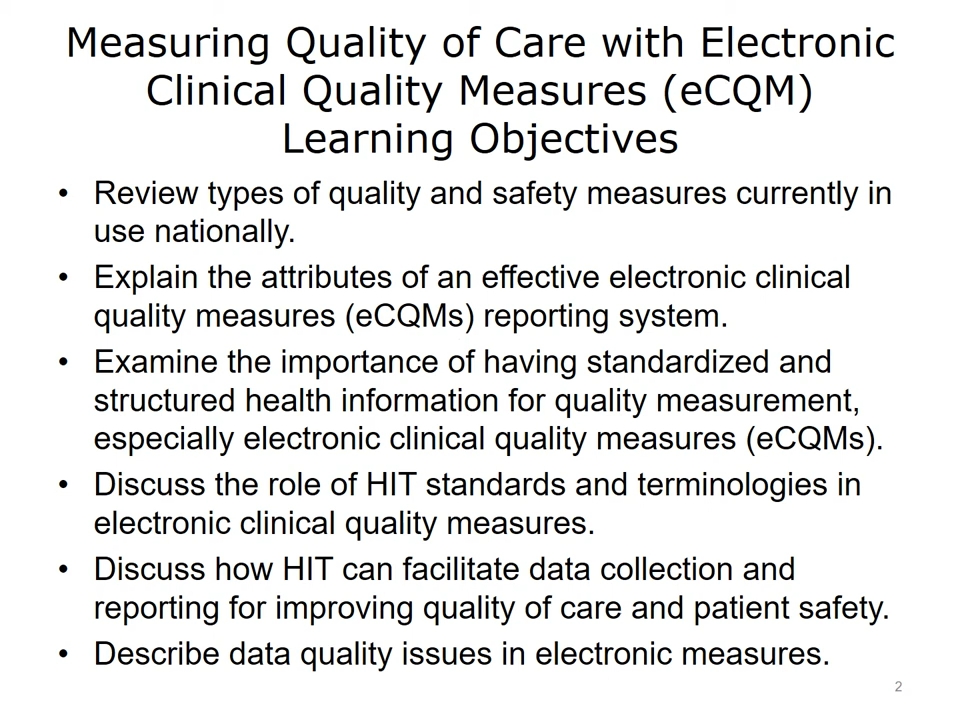 Measuring Quality of Care with Electronic
Clinical Quality Measures (eCQM)
Learning Objectives
• Review types of quality and safety measures currently in
use nationally.
• Explain the attributes of an effective electronic clinical
quality measures (eCQMs) reporting system.
• Examine the importance of having standardized and
structured health information for quality measurement,
especially electronic clinical quality measures (eCQMs).
• Discuss the role of HIT standards and terminologies in
electronic clinical quality measures.
• Discuss how HIT can facilitate data collection and
reporting for improving quality of care and patient safety.
• Describe data quality issues in electronic measures.
2